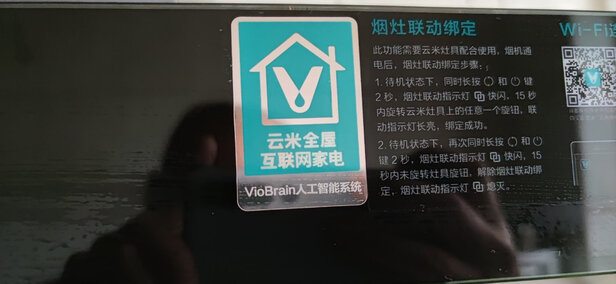 云米全屋
互联网家电
VioBrain人工智能系统
烟灶联动绑定
此功能需要云米灶具配合使用，烟机通
电后，烟灶联动绑定步骤：
1. 待机状态下，同时长按 和 键
2 秒，烟灶联动指示灯 快闪，15 秒
内旋转云米灶具上的任意一个旋钮，联
动指示灯长亮，绑定成功。
2. 待机状态下，再次同时长按 和
键 2 秒，烟灶联动指示灯 快闪，15
秒内未旋转灶具旋钮，解除烟灶联动绑
定，烟灶联动指示灯 熄灭。
Wi-Fi